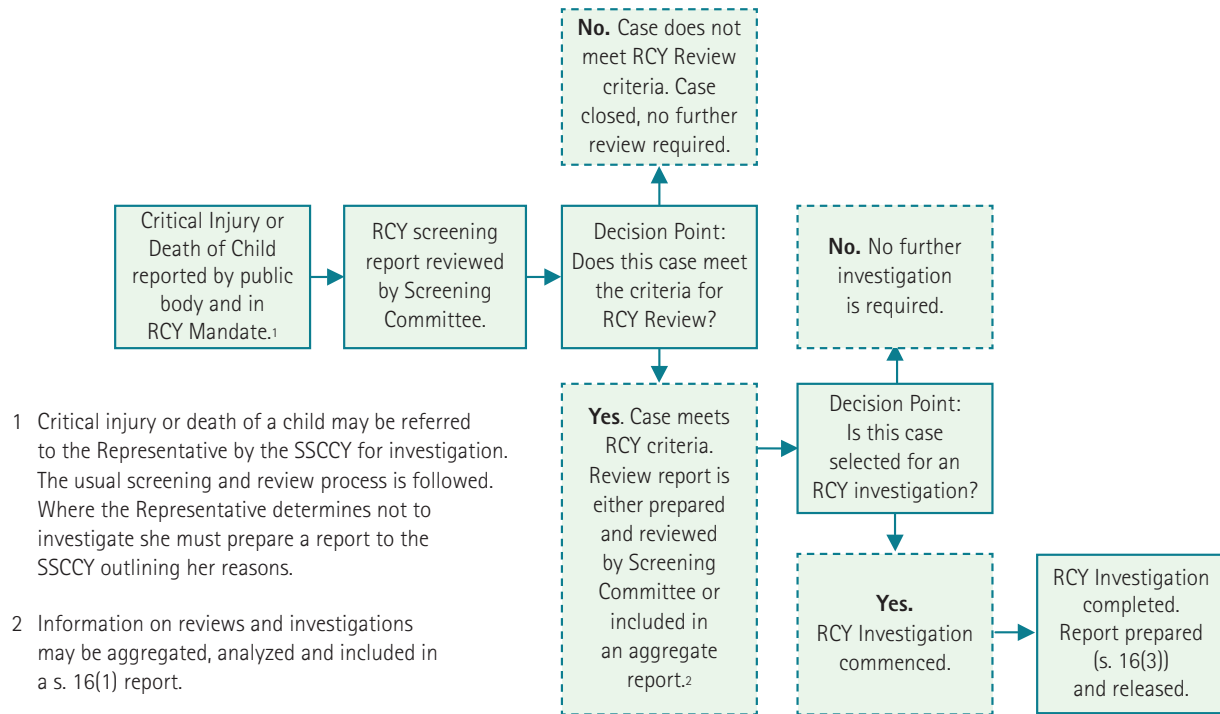 No. Case does not
meet RCY Review
criteria. Case
closed, no further
review required.
Critical Injury or
Death of Child
reported by public
body and in
RCY Mandate.1
RCY screening
report reviewed
by Screening
Committee.
Decision Point:
Does this case meet
the criteria for
RCY Review?
No. No further
investigation
is required.
Yes. Case meets
RCY criteria.
Review report is
either prepared
and reviewed
by Screening
Committee or
included in
an aggregate
report.2
Decision Point:
Is this case
selected for an
RCY investigation?
Yes.
RCY Investigation
commenced.
RCY Investigation
completed.
Report prepared
(s. 16(3))
and released.
1 Critical injury or death of a child may be referred
to the Representative by the SSCCY for investigation.
The usual screening and review process is followed.
Where the Representative determines not to
investigate she must prepare a report to the
SSCCY outlining her reasons.
2 Information on reviews and investigations
may be aggregated, analyzed and included in
a s. 16(1) report.